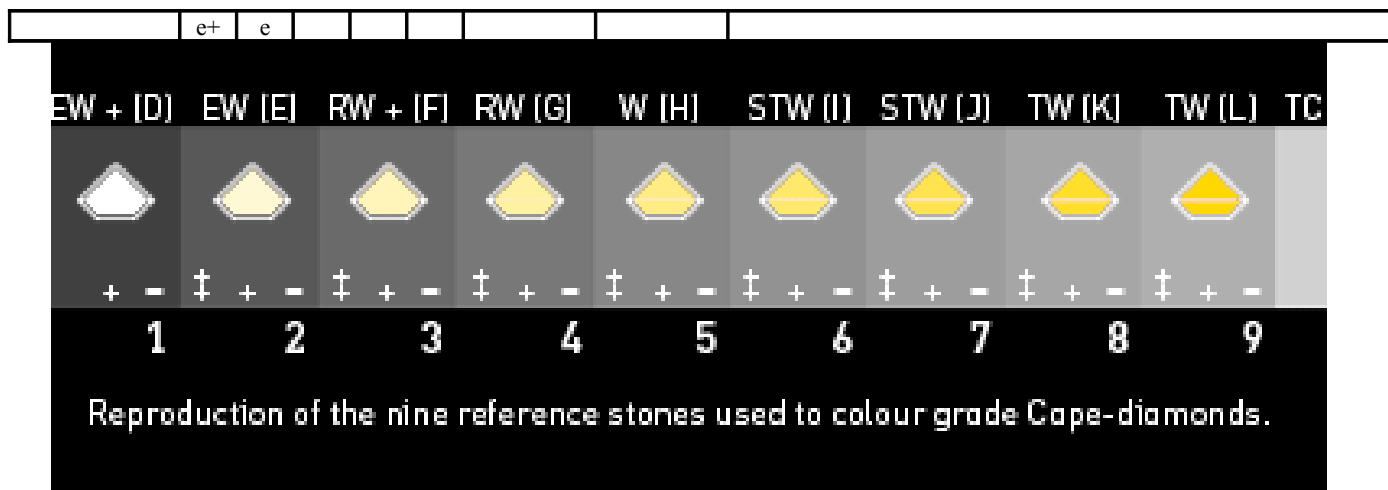 e+ e
EW + [D] EW [E] RW + [F] RW [G] W [H] STW [I] STW [J] TW [K] TW [L] TC
+ - ‡ + - ‡ + - ‡ + - ‡ + - ‡ + - ‡ + - ‡ + - ‡ + -
1 2 3 4 5 6 7 8 9
Reproduction of the nine reference stones used to colour grade Cape-diamonds.